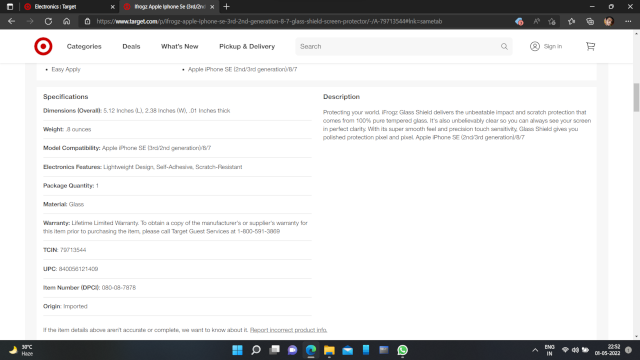 Electronics : Target
ifrogz Apple Iphone Se (3rd/2nd
https://www.target.com/p/ifrogz-apple-iphone-se-3rd-2nd-generation-8-7-glass-shield-screen-protector/-/A-79713544#lnk=sametab
Categories
Deals
What's New
Pickup & Delivery
Search
Sign in
Easy Apply
Apple iPhone SE (2nd/3rd generation)/8/7
Specifications
Dimensions (Overall): 5.12 Inches (L), 2.38 Inches (W), .01 Inches thick
Weight: .8 ounces
Model Compatibility: Apple iPhone SE (3rd/2nd generation)/8/7
Electronics Features: Lightweight Design, Self-Adhesive, Scratch-Resistant
Package Quantity: 1
Material: Glass
Warranty: Lifetime Limited Warranty. To obtain a copy of the manufacturer's or supplier's warranty for
this item prior to purchasing the item, please call Target Guest Services at 1-800-591-3869
TCIN: 79713544
UPC: 840056121409
Item Number (DPCI): 080-08-7878
Origin: Imported
If the item details above aren't accurate or complete, we want to know about it. Report incorrect product info.
Description
Protecting your world, iFrogz Glass Shield delivers the unbeatable impact and scratch protection that
comes from 100% pure tempered glass. It's also unbelievably clear so you can always see your screen
in perfect clarity. With its super smooth feel and precision touch sensitivity, Glass Shield gives you
polished protection pixel and pixel. Apple iPhone SE (2nd/3rd generation)/8/7
30°C
Haze
ENG
IN
22:52
01-05-2022